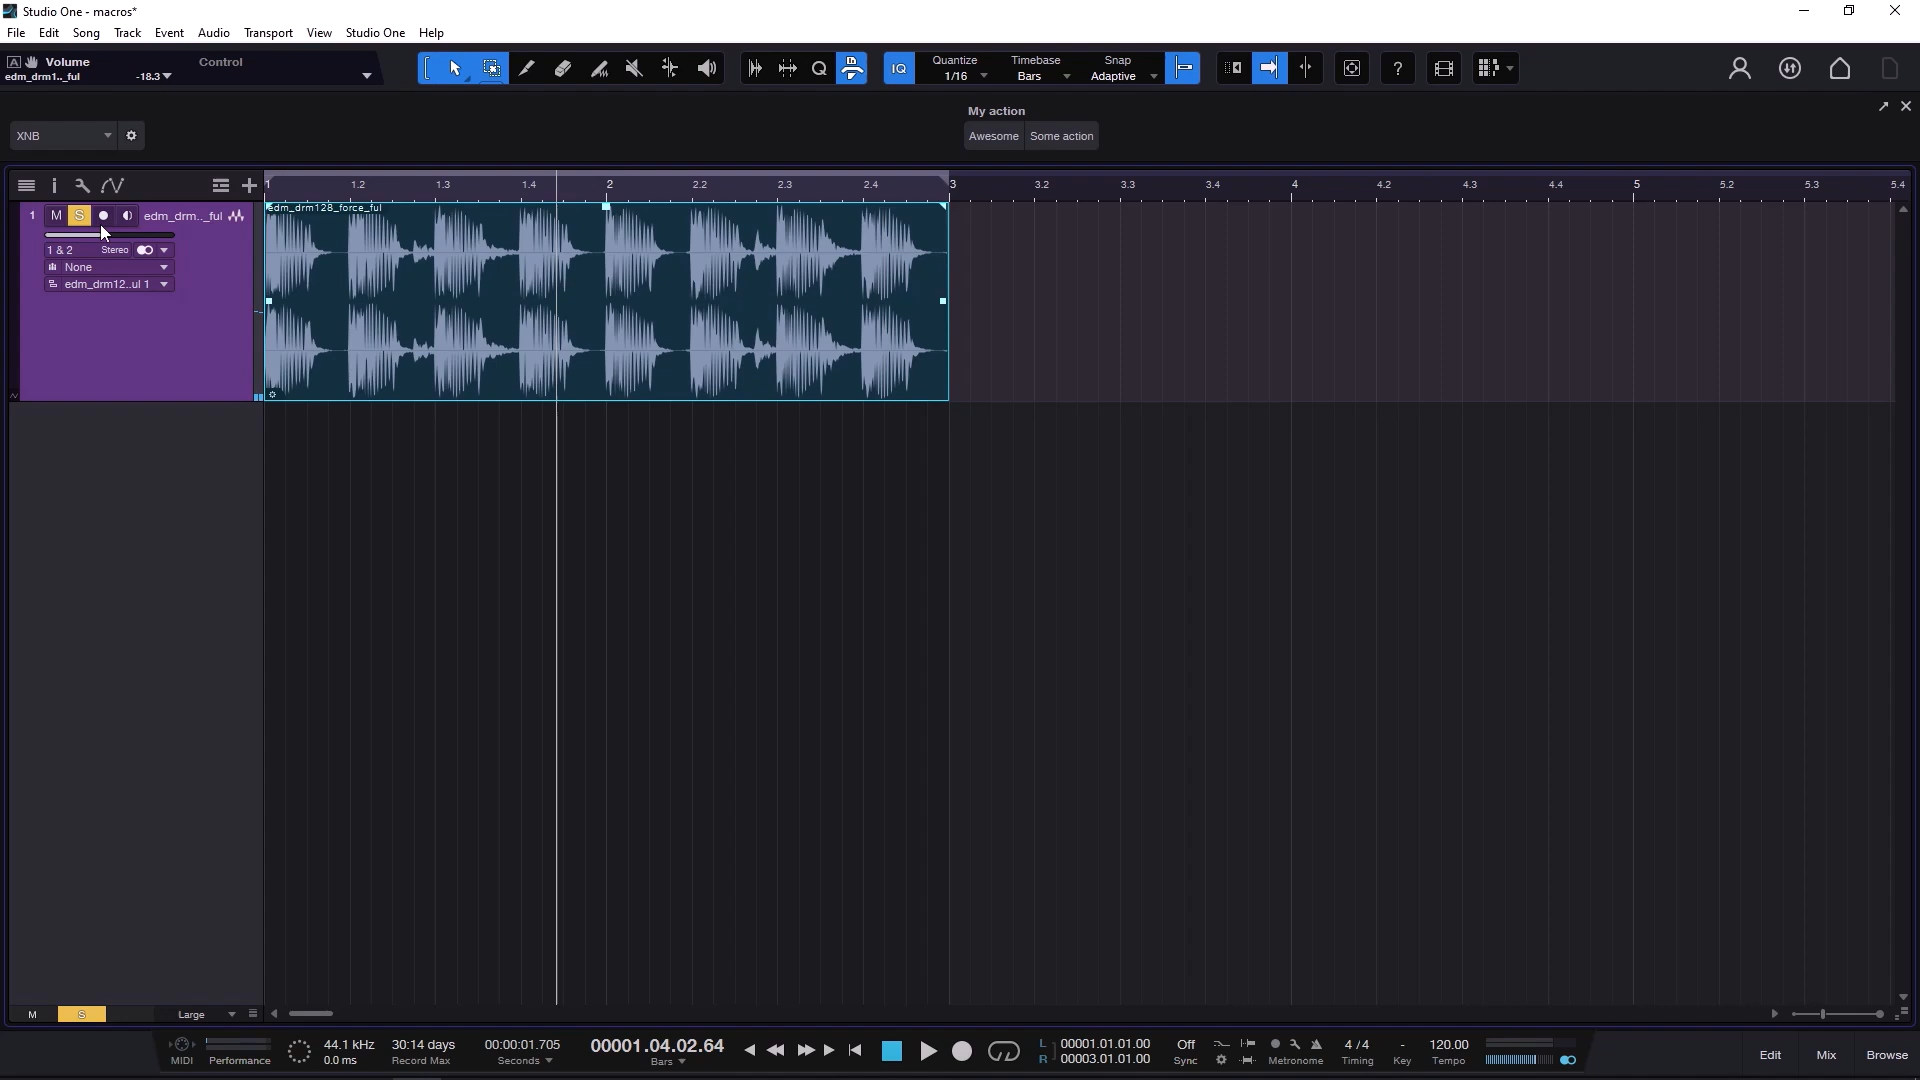 Studio One - macros*
File Edit Song Track Event Audio Transport View Studio One Help
A Volume Control
edm_drm1.._ful -18.3
IQ Quantize Timebase Snap
1/16 Bars Adaptive
?
My action
XNB Awesome Some action
i 1 1.2 1.3 1.4 2 2.2 2.3 2.4 3 3.2 3.3 3.4 4 4.2 4.3 4.4 5 5.2 5.3 5.4
1 M S edm_drm.._ful
edm_drm128_force_ful
1 & 2 Stereo
None
edm_drm12..ul 1
M S Large
MIDI Performance
44.1 kHz 30:14 days 00:00:01.705 00001.04.02.64
0.0 ms Record Max Seconds Bars
L 00001.01.01.00 Off 4 / 4 - 120.00
R 00003.01.01.00 Sync Metronome Timing Key Tempo
Edit Mix Browse